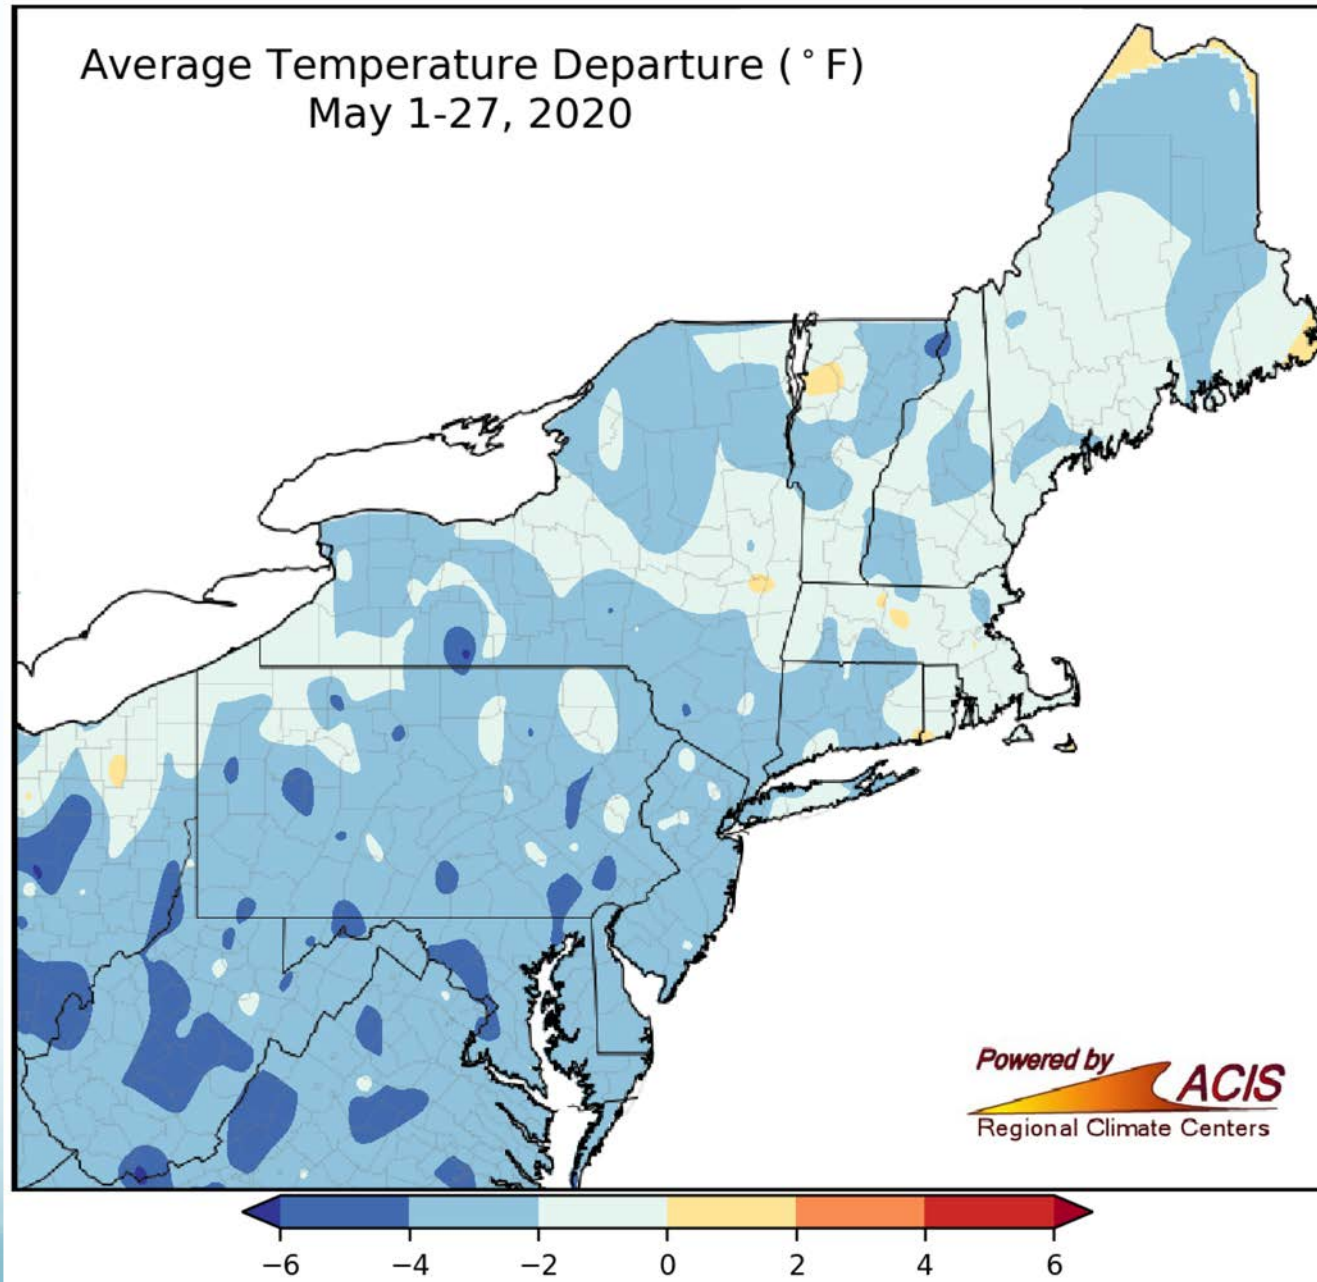 Average Temperature Departure (°F)
May 1-27, 2020
Powered by
ACIS
Regional Climate Centers
−6 −4 −2 0 2 4 6